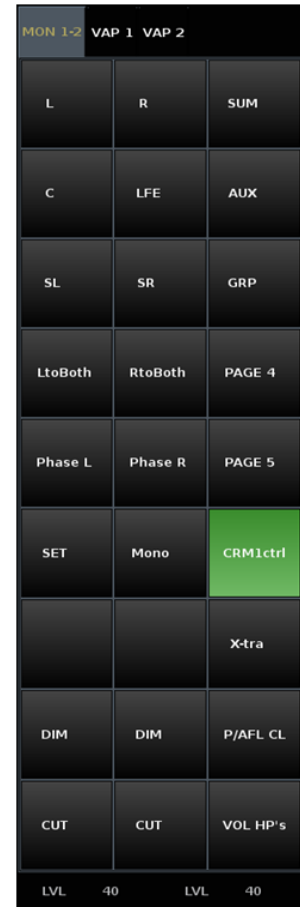 MON 1-2 VAP 1 VAP 2
L R SUM
C LFE AUX
SL SR GRP
LtoBoth RtoBoth PAGE 4
Phase L Phase R PAGE 5
SET Mono CRM1ctrl
X-tra
DIM DIM P/AFL CL
CUT CUT VOL HP's
LVL 40 LVL 40